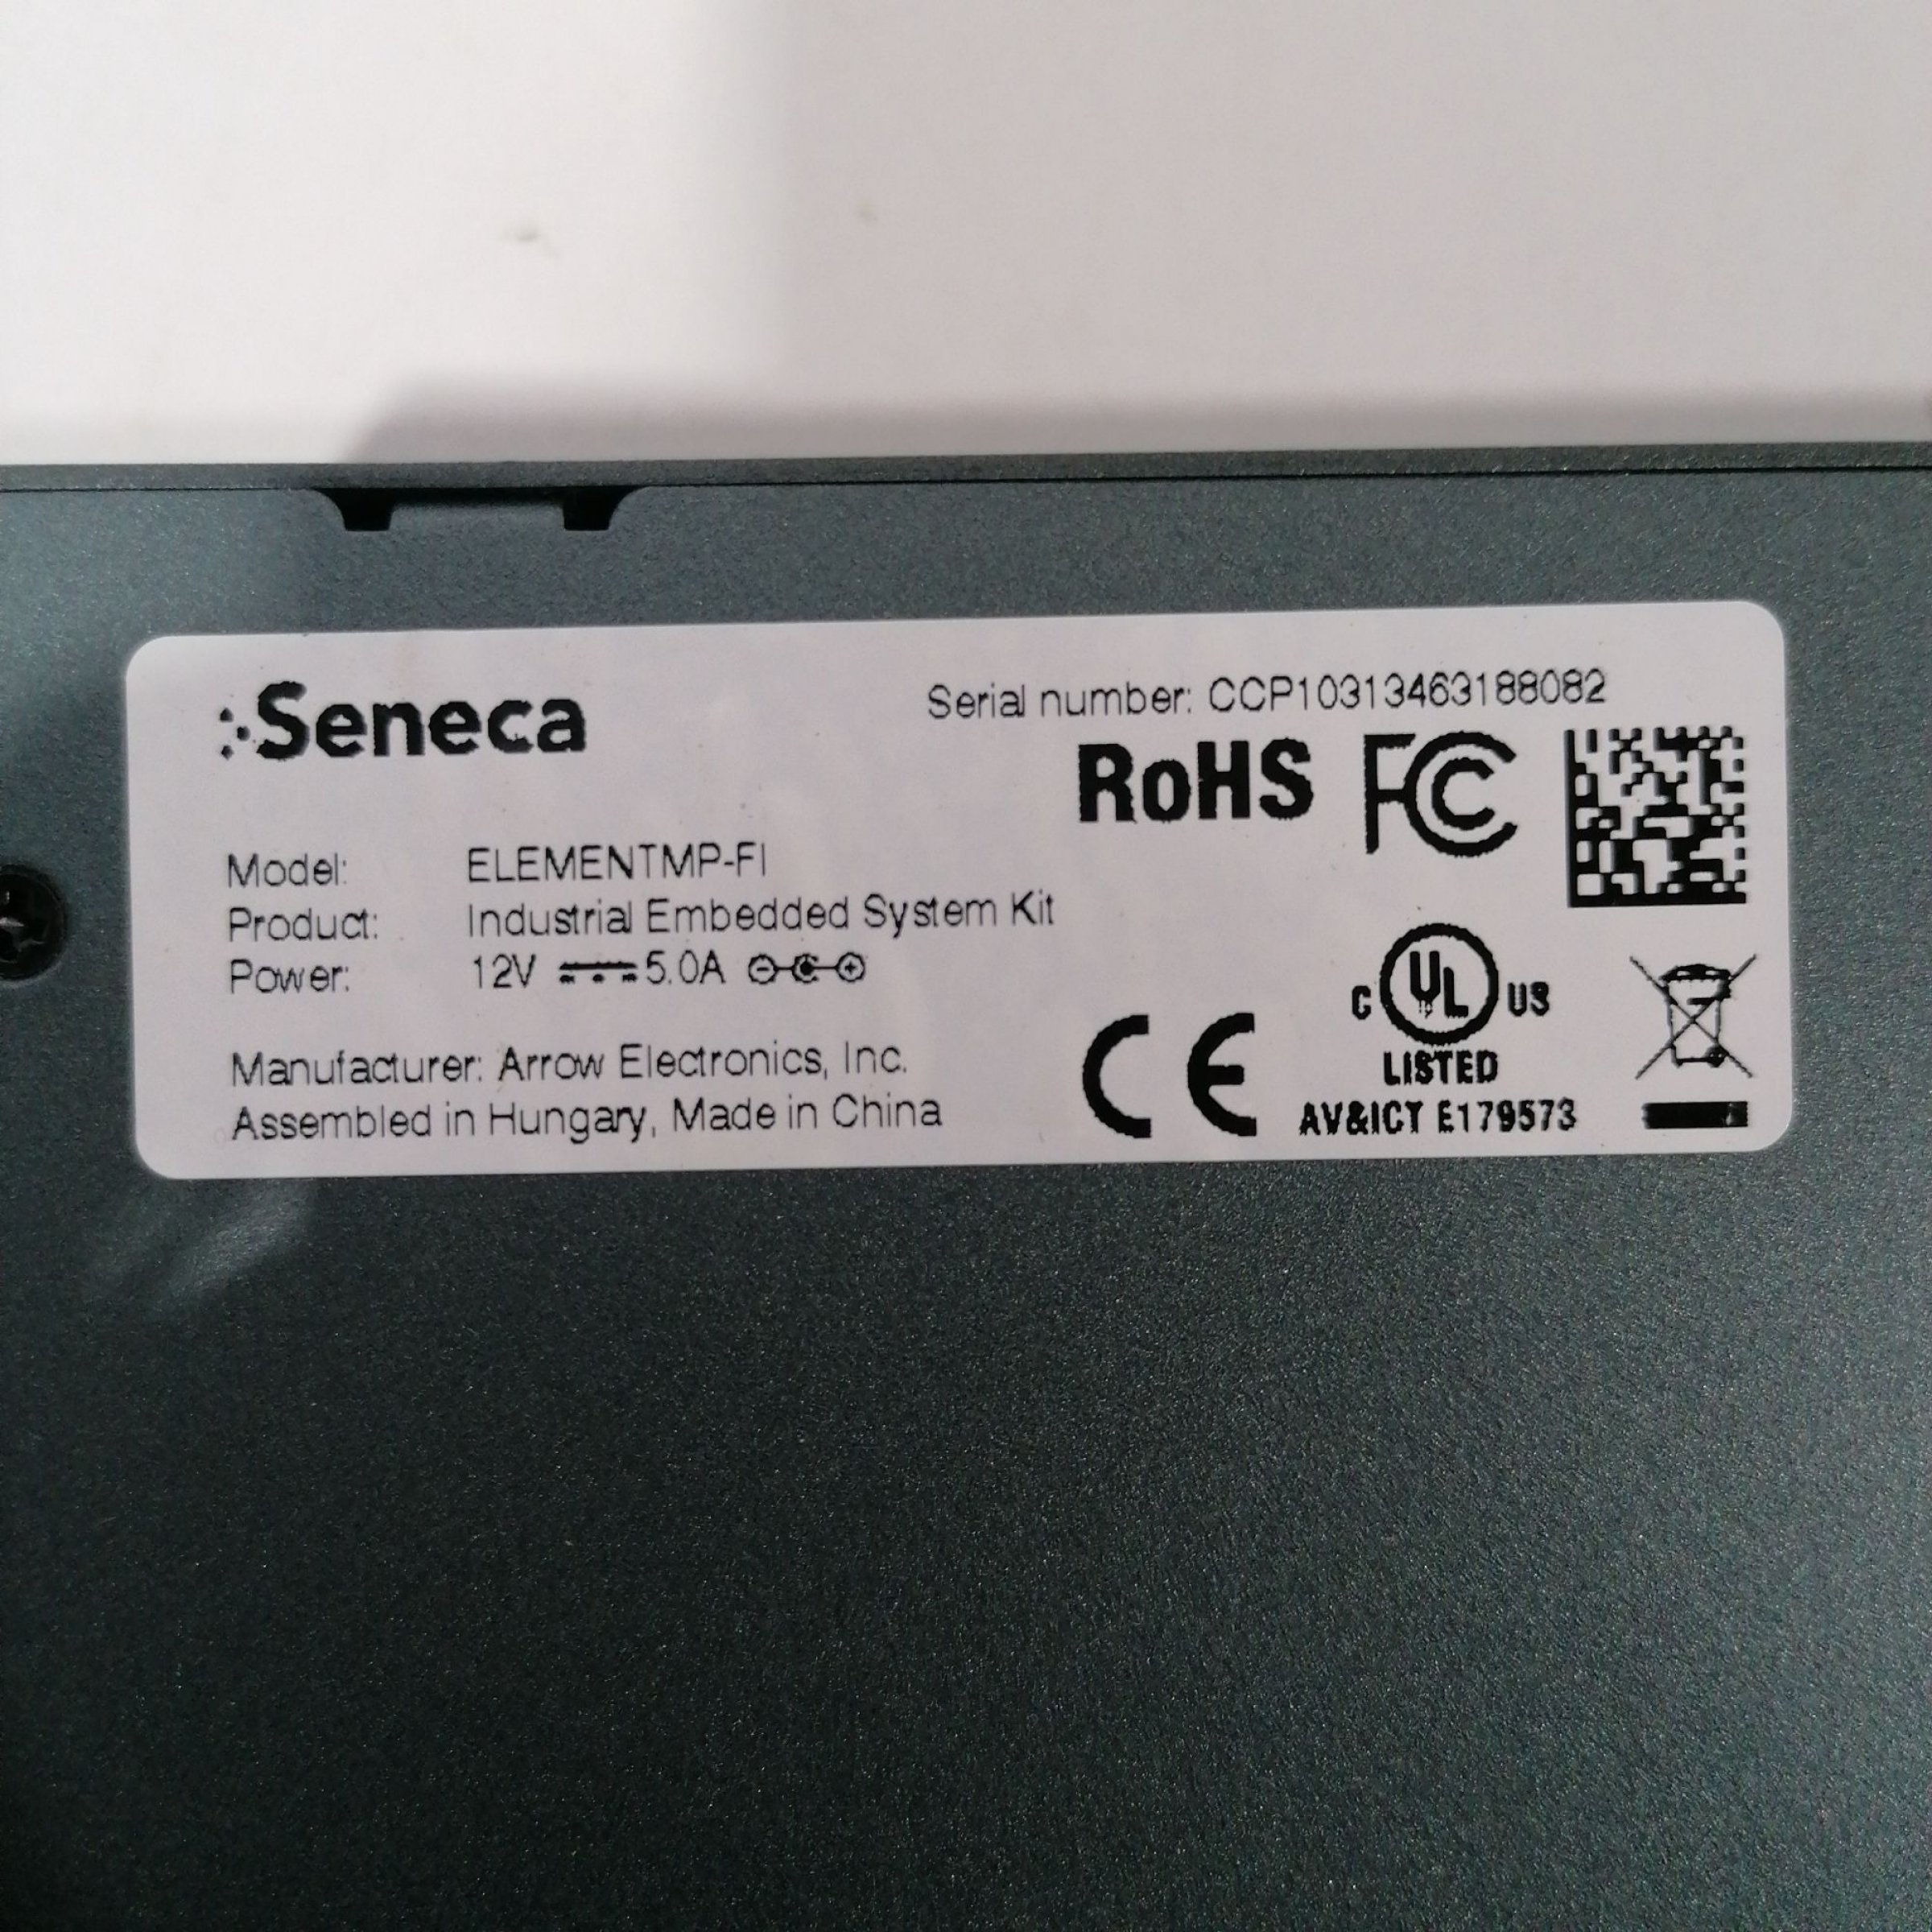 Seneca
Serial number: CCP10313463188082
RoHS FC
Model: ELEMENTMP-FI
Product: Industrial Embedded System Kit
Power: 12V 5.0A
C UL US
LISTED
AV&ICT E179573
CE
Manufacturer: Arrow Electronics, Inc.
Assembled in Hungary, Made in China